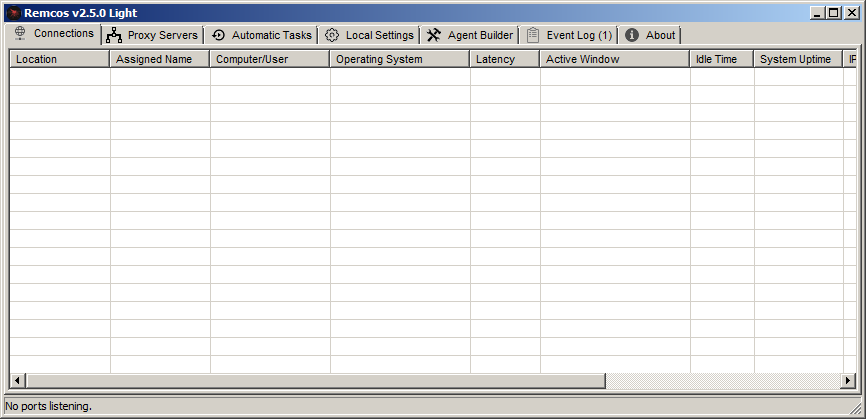 Remcos v2.5.0 Light
Connections Proxy Servers Automatic Tasks Local Settings Agent Builder Event Log (1) About
Location Assigned Name Computer/User Operating System Latency Active Window Idle Time System Uptime IP
No ports listening.